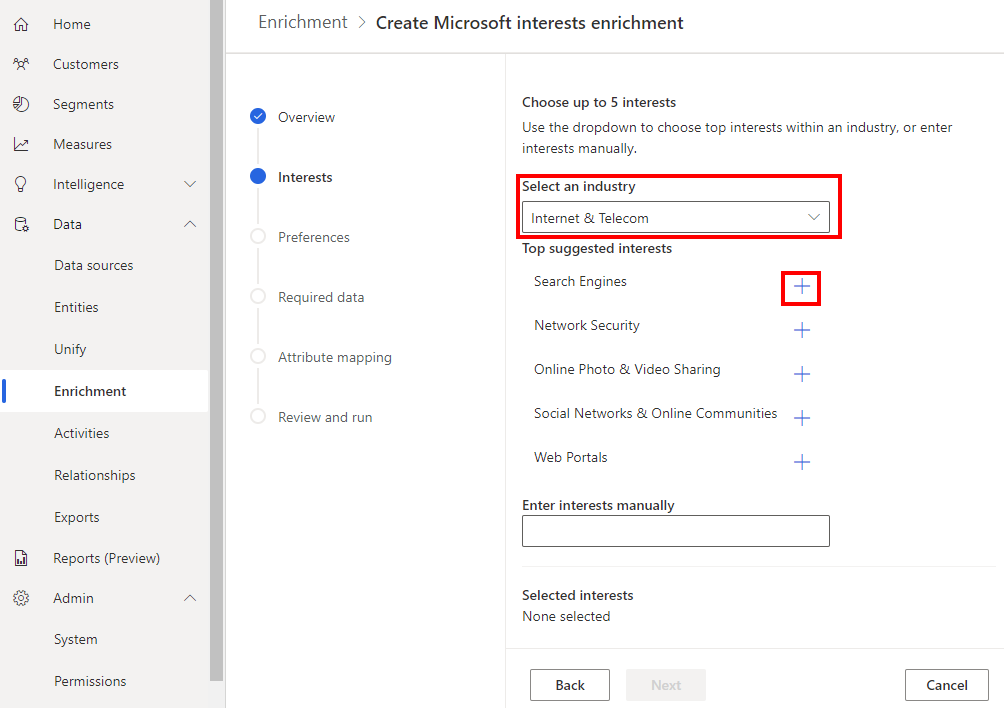 Home
Customers
Segments
Measures
Intelligence
Data
Data sources
Entities
Unify
Enrichment
Activities
Relationships
Exports
Reports (Preview)
Admin
System
Permissions
Enrichment > Create Microsoft interests enrichment
Overview
Interests
Preferences
Required data
Attribute mapping
Review and run
Choose up to 5 interests
Use the dropdown to choose top interests within an industry, or enter
interests manually.
Select an industry
Internet & Telecom
Top suggested interests
Search Engines
Network Security
Online Photo & Video Sharing
Social Networks & Online Communities
Web Portals
Enter interests manually
Selected interests
None selected
Back
Next
Cancel